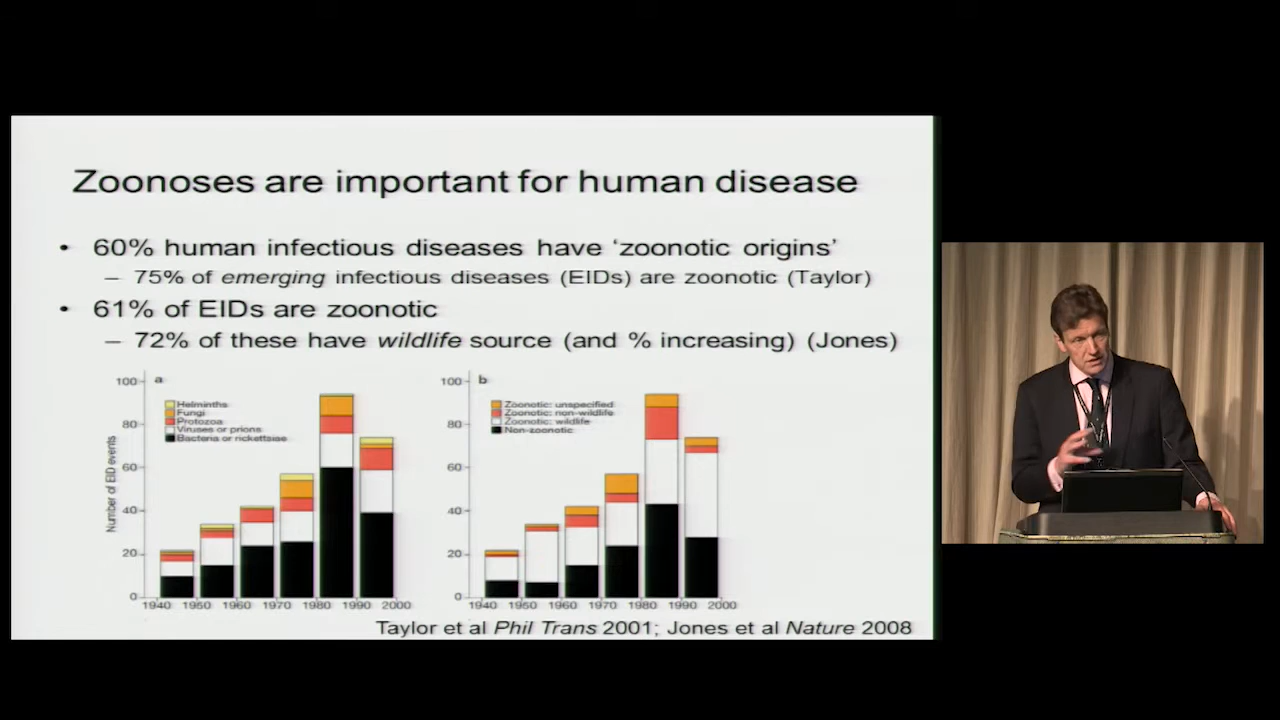 Zoonoses are important for human disease
• 60% human infectious diseases have ‘zoonotic origins’
– 75% of emerging infectious diseases (EIDs) are zoonotic (Taylor)
• 61% of EIDs are zoonotic
– 72% of these have wildlife source (and % increasing) (Jones)
a
Number of EID events
100
80
60
40
20
0
Helminths
Fungi
Protozoa
Viruses or prions
Bacteria or rickettsiae
1940 1950 1960 1970 1980 1990 2000
b
100
80
60
40
20
0
Zoonotic: unspecified
Zoonotic: non-wildlife
Zoonotic: wildlife
Non-zoonotic
1940 1950 1960 1970 1980 1990 2000
Taylor et al Phil Trans 2001; Jones et al Nature 2008